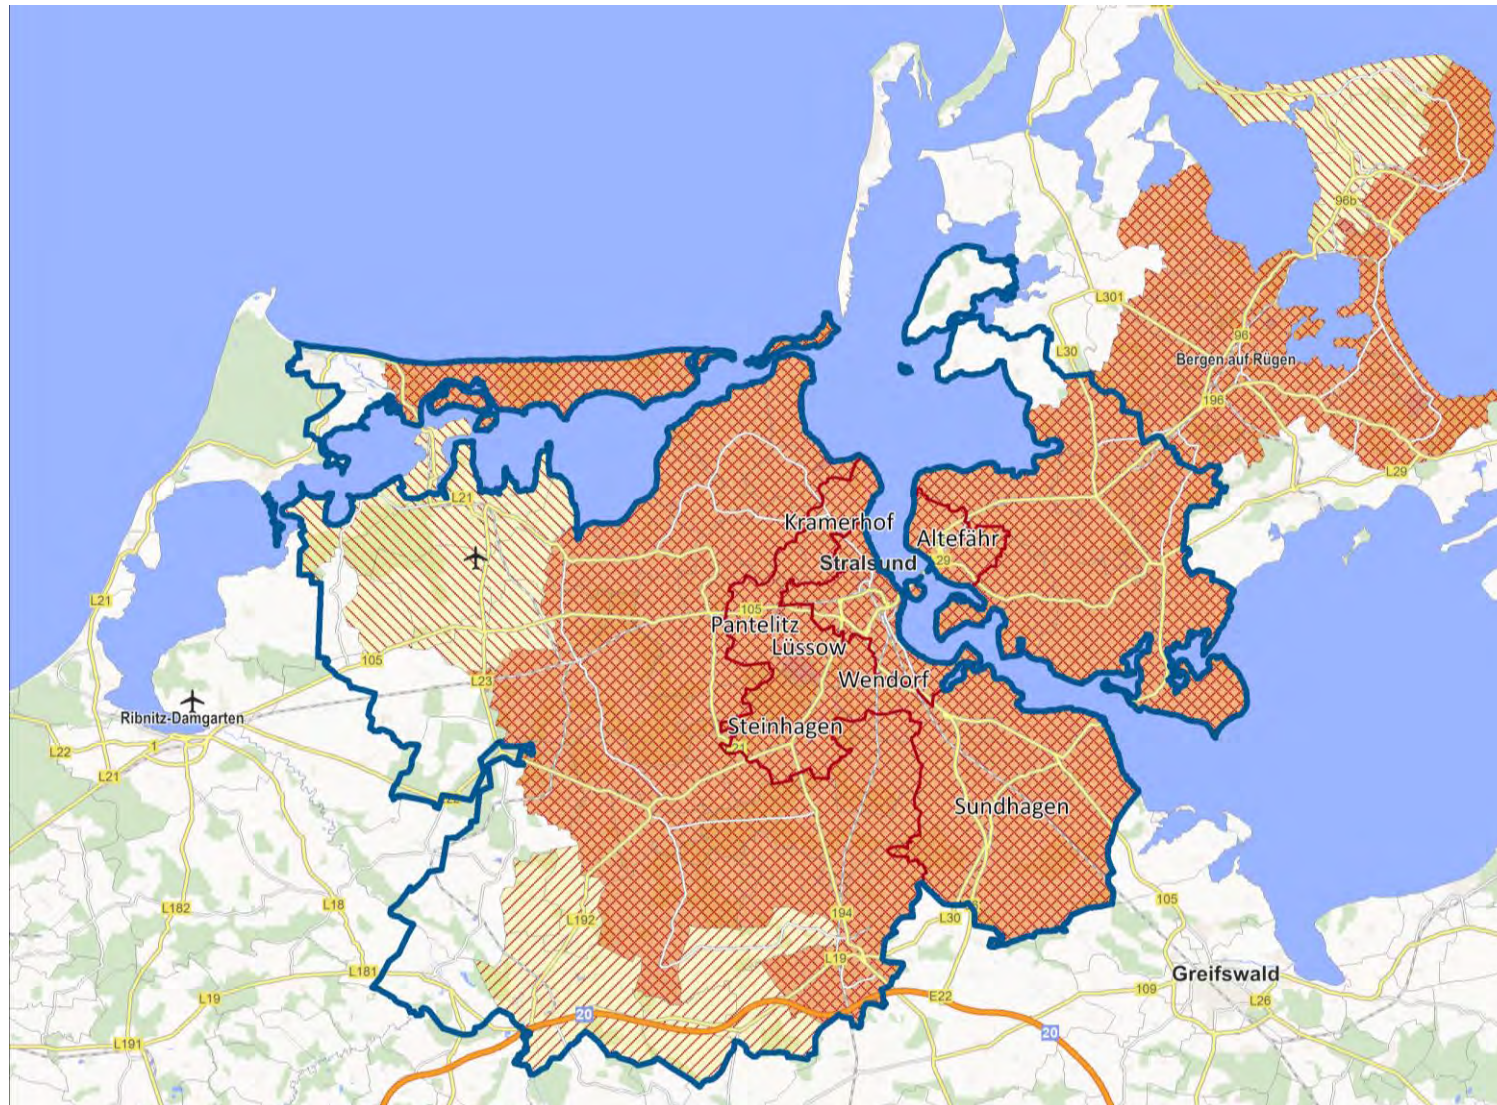 96b
L301
L30
96
Bergen auf Rügen
196
L29
L21
Kramerhof
Altefähr
Stralsund
29
L21
105
Pantelitz
Lüssow
105
Wendorf
L23
Ribnitz-Damgarten
Steinhagen
21
L22
1
L21
Sundhagen
L192
194
L30
105
L182
L18
L19
L181
Greifswald
L19
E22
109
L26
20
20
L191